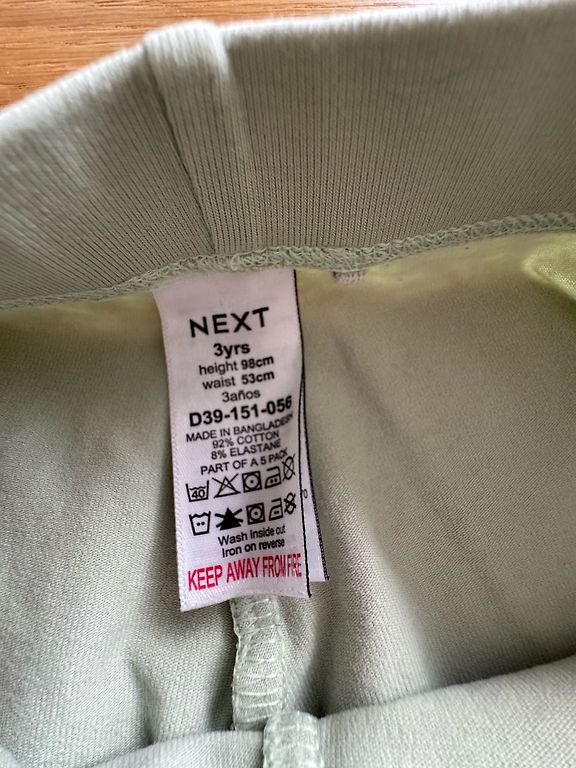 NEXT
3yrs
height 98cm
waist 53cm
3años
D39-151-056
MADE IN BANGLADESH
92% COTTON
8% ELASTANE
PART OF A 5 PACK
40
Wash inside out
Iron on reverse
KEEP AWAY FROM FIRE